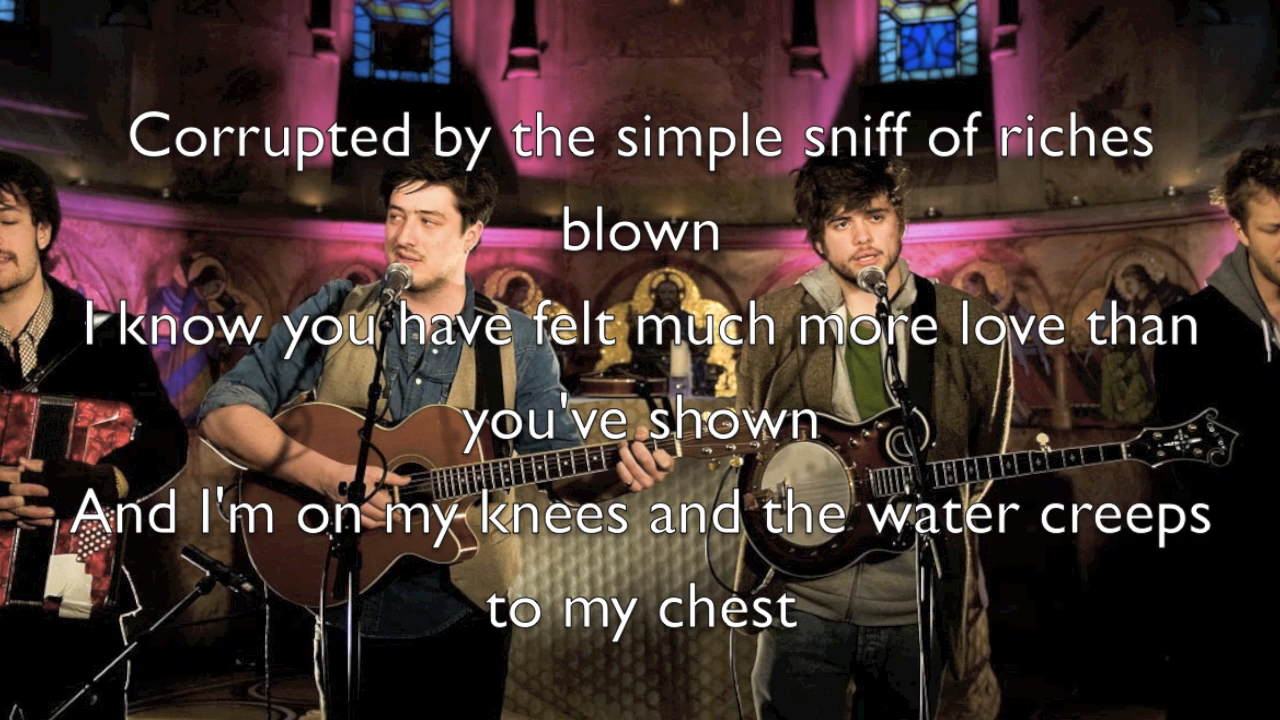 Corrupted by the simple sniff of riches
blown
I know you have felt much more love than
you've shown
And I'm on my knees and the water creeps
to my chest